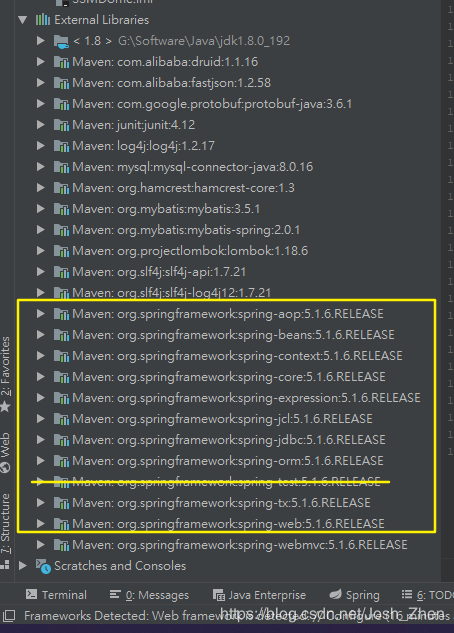 SSMDome.iml
External Libraries
< 1.8 > G:\Software\Java\jdk1.8.0_192
Maven: com.alibaba:druid:1.1.16
Maven: com.alibaba:fastjson:1.2.58
Maven: com.google.protobuf:protobuf-java:3.6.1
Maven: junit:junit:4.12
Maven: log4j:log4j:1.2.17
Maven: mysql:mysql-connector-java:8.0.16
Maven: org.hamcrest:hamcrest-core:1.3
Maven: org.mybatis:mybatis:3.5.1
Maven: org.mybatis:mybatis-spring:2.0.1
Maven: org.projectlombok:lombok:1.18.6
Maven: org.slf4j:slf4j-api:1.7.21
Maven: org.slf4j:slf4j-log4j12:1.7.21
Maven: org.springframework:spring-aop:5.1.6.RELEASE
Maven: org.springframework:spring-beans:5.1.6.RELEASE
Maven: org.springframework:spring-context:5.1.6.RELEASE
Maven: org.springframework:spring-core:5.1.6.RELEASE
Maven: org.springframework:spring-expression:5.1.6.RELEASE
Maven: org.springframework:spring-jcl:5.1.6.RELEASE
Maven: org.springframework:spring-jdbc:5.1.6.RELEASE
Maven: org.springframework:spring-orm:5.1.6.RELEASE
Maven: org.springframework:spring-test:5.1.6.RELEASE
Maven: org.springframework:spring-tx:5.1.6.RELEASE
Maven: org.springframework:spring-web:5.1.6.RELEASE
Maven: org.springframework:spring-webmvc:5.1.6.RELEASE
Scratches and Consoles
2: Favorites
Web
7: Structure
Terminal 0: Messages Java Enterprise Spring 6: TODO
Frameworks Detected: Web framework is detected. // Configure (5 minutes
https://blog.csdn.net/Josh_Zhen